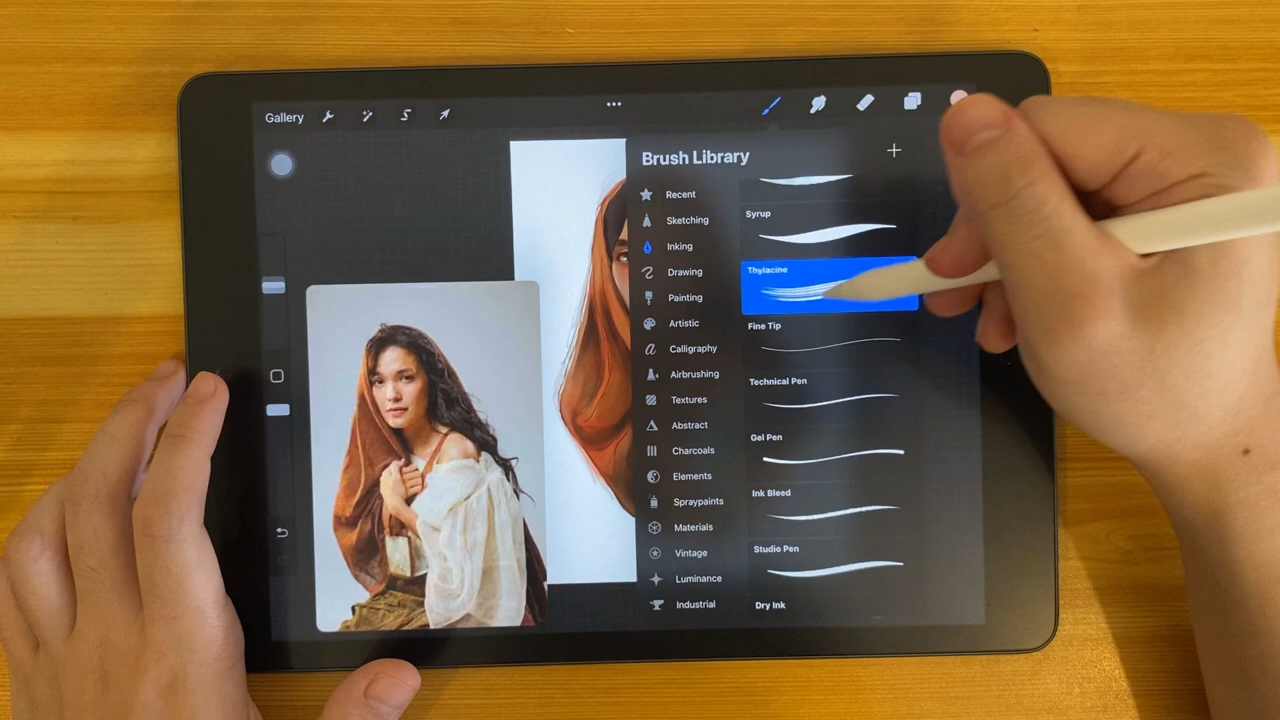 Gallery
Brush Library
Recent
Sketching
Inking
Drawing
Painting
Artistic
Calligraphy
Airbrushing
Textures
Abstract
Charcoals
Elements
Spraypaints
Materials
Vintage
Luminance
Industrial
Syrup
Thylacine
Fine Tip
Technical Pen
Gel Pen
Ink Bleed
Studio Pen
Dry Ink